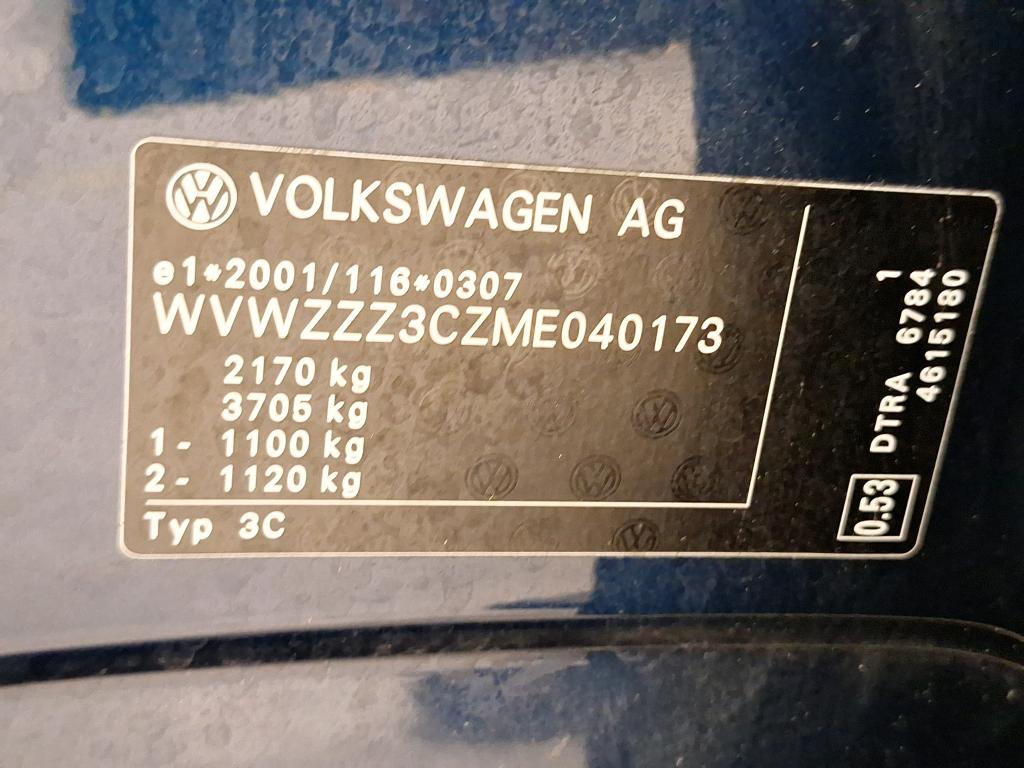 VOLKSWAGEN AG
e1*2001/116*0307
WVWZZZ3CZME040173
2170 kg
3705 kg
1- 1100 kg
2- 1120 kg
Typ 3C
1
DTRA 6784
4615180
0.53